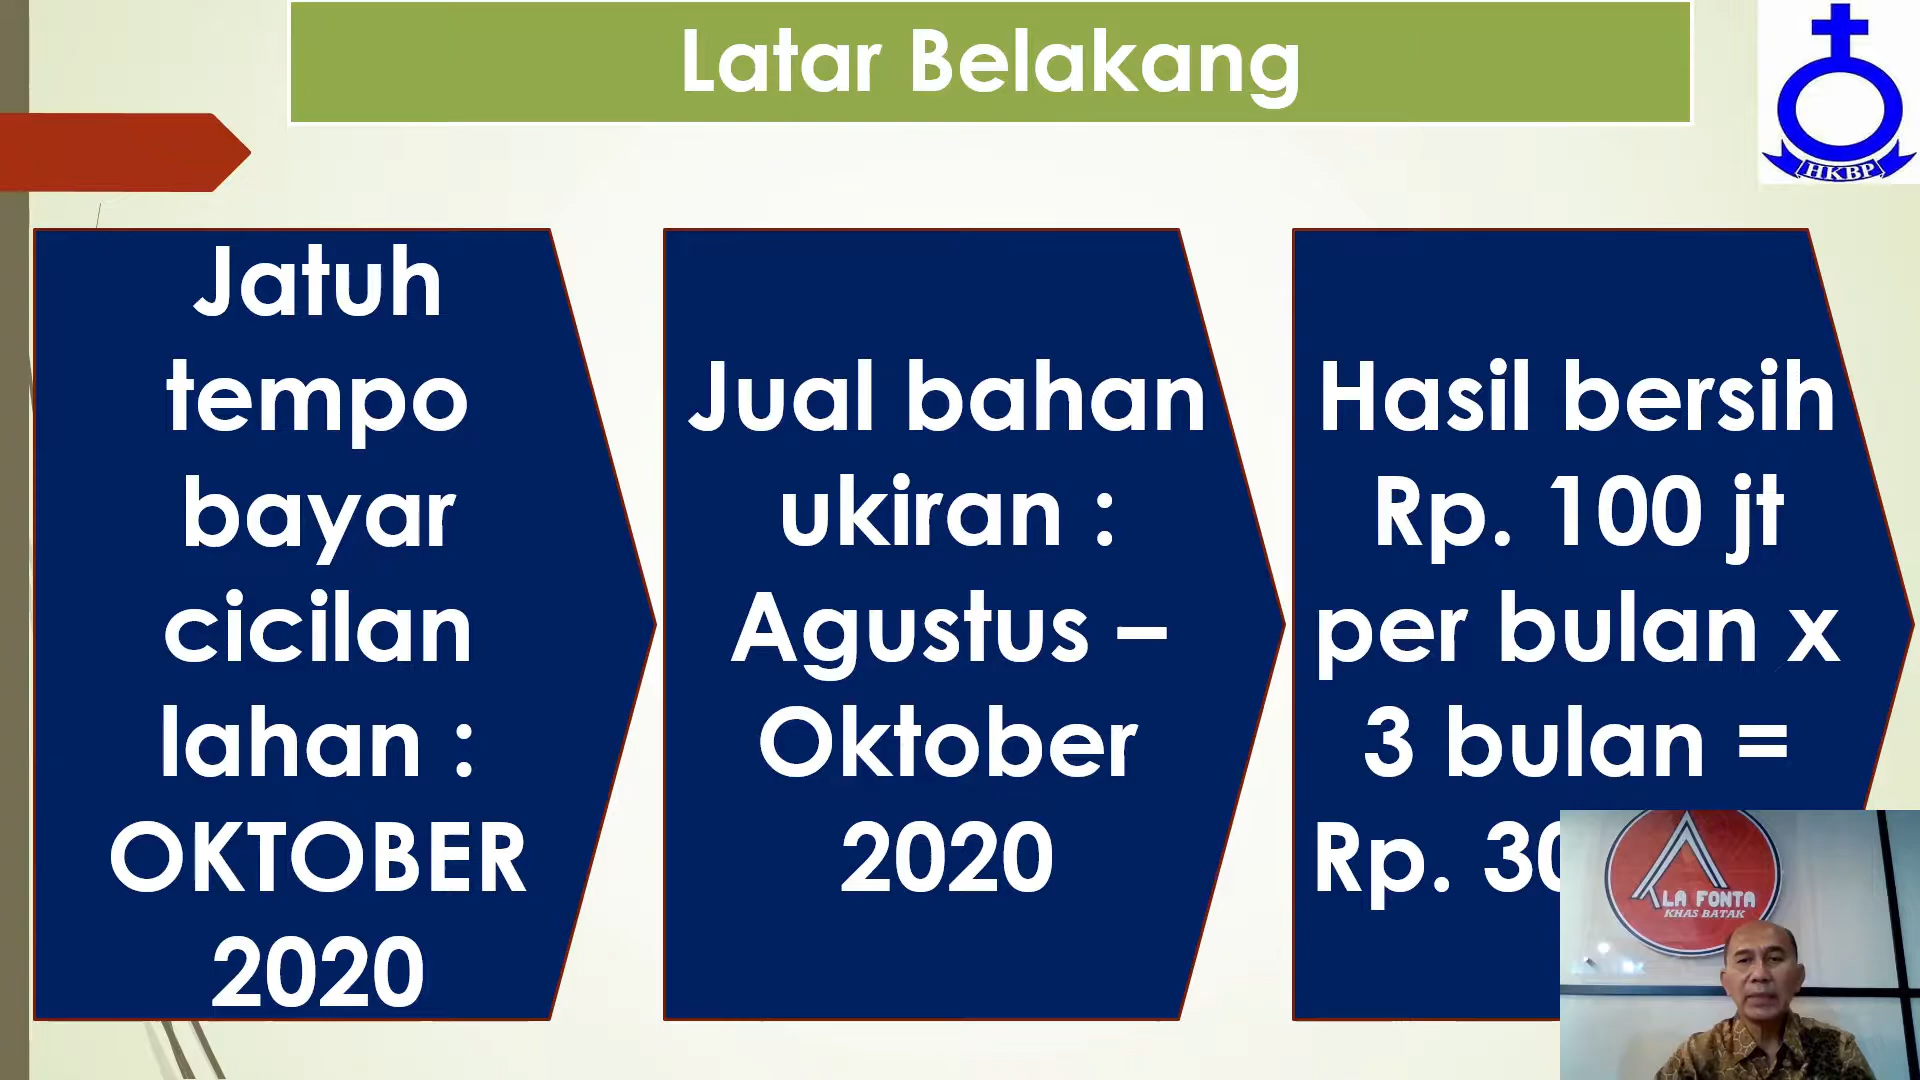 Latar Belakang
HKBP
Jatuh
tempo
bayar
cicilan
lahan :
OKTOBER
2020
Jual bahan
ukiran :
Agustus –
Oktober
2020
Hasil bersih
Rp. 100 jt
per bulan x
3 bulan =
Rp.
LA FONTA
KHAS BATAK